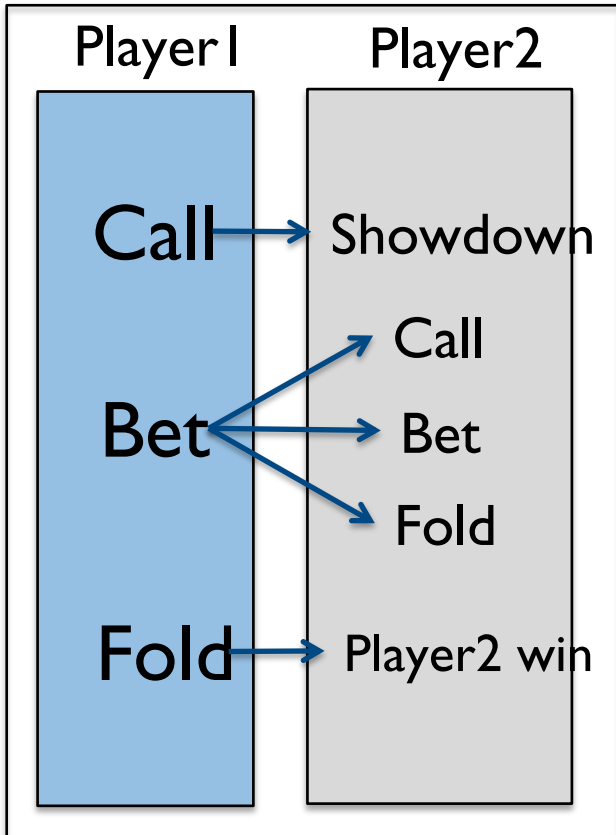 Player1
Player2
Call
Showdown
Call
Bet
Bet
Fold
Fold
Player2 win